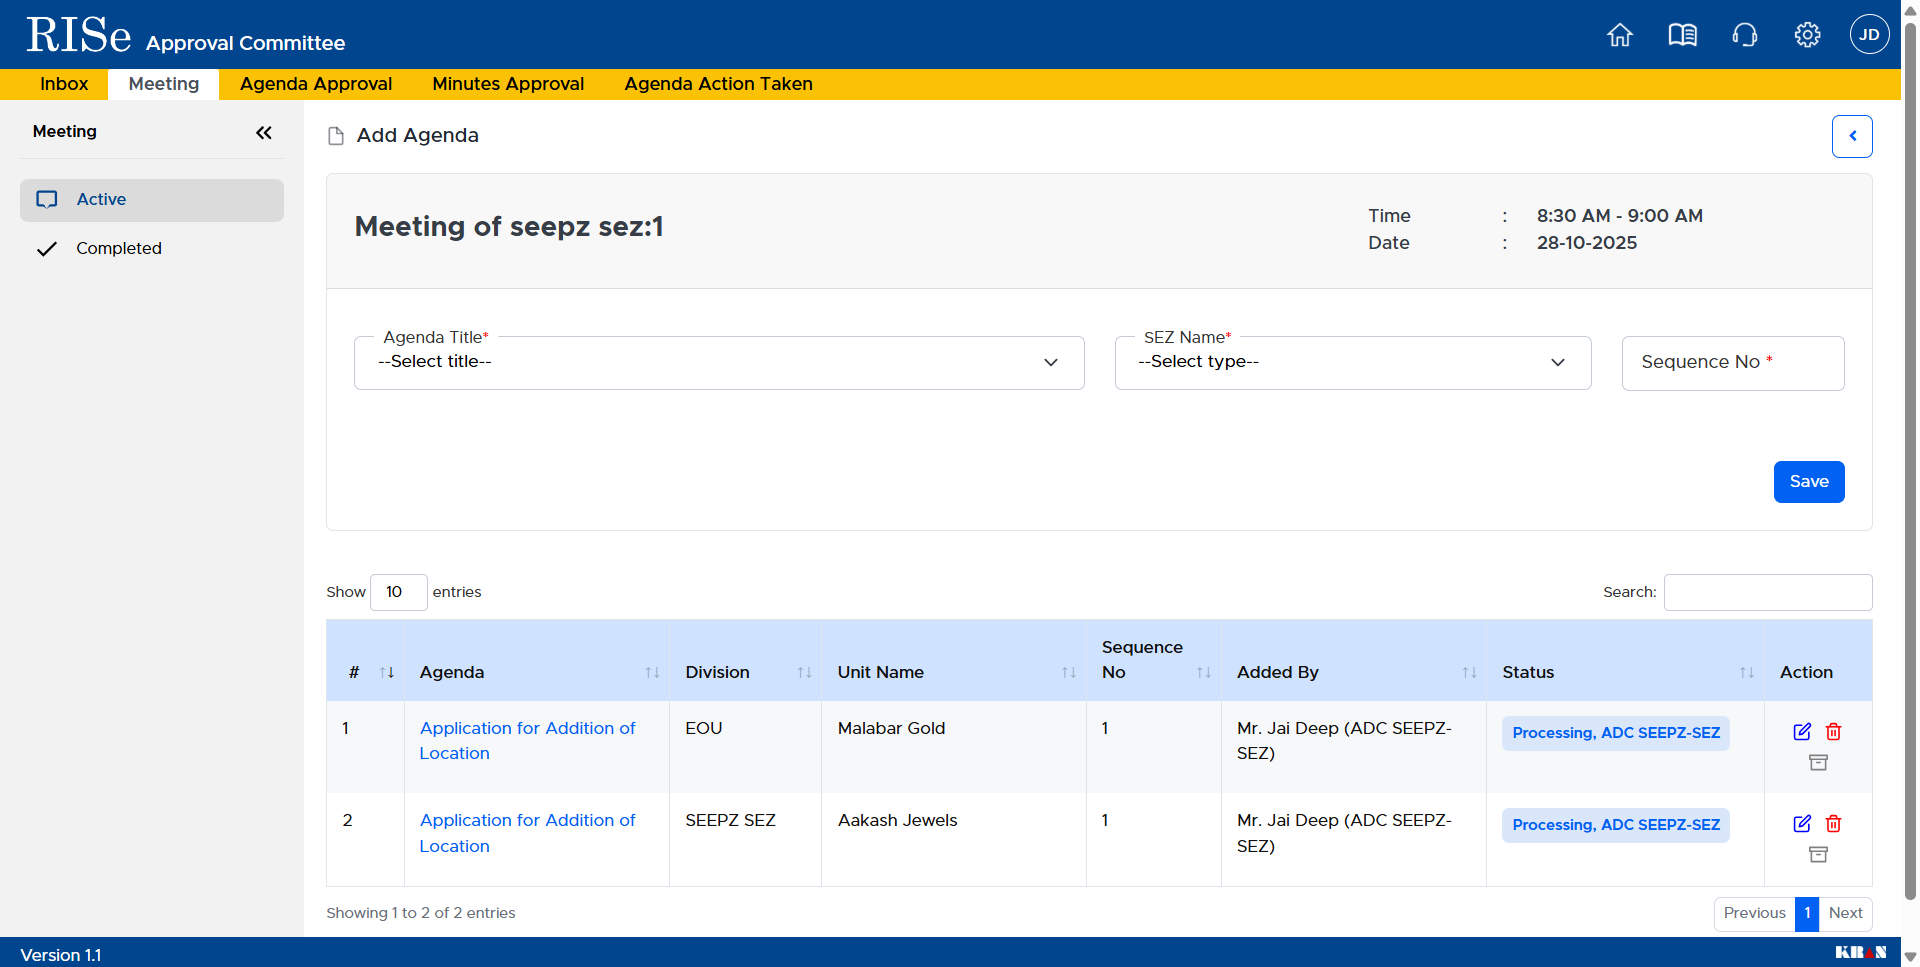 RISe Approval Committee
JD
Inbox Meeting Agenda Approval Minutes Approval Agenda Action Taken
Meeting
Active
Completed
Add Agenda
Meeting of seepz sez:1
Time : 8:30 AM - 9:00 AM
Date : 28-10-2025
Agenda Title*
--Select title--
SEZ Name*
--Select type--
Sequence No *
Save
Show 10 entries
Search:
# Agenda Division Unit Name Sequence No Added By Status Action
1 Application for Addition of Location EOU Malabar Gold 1 Mr. Jai Deep (ADC SEEPZ-SEZ) Processing, ADC SEEPZ-SEZ
2 Application for Addition of Location SEEPZ SEZ Aakash Jewels 1 Mr. Jai Deep (ADC SEEPZ-SEZ) Processing, ADC SEEPZ-SEZ
Showing 1 to 2 of 2 entries
Previous 1 Next
Version 1.1
KRAN